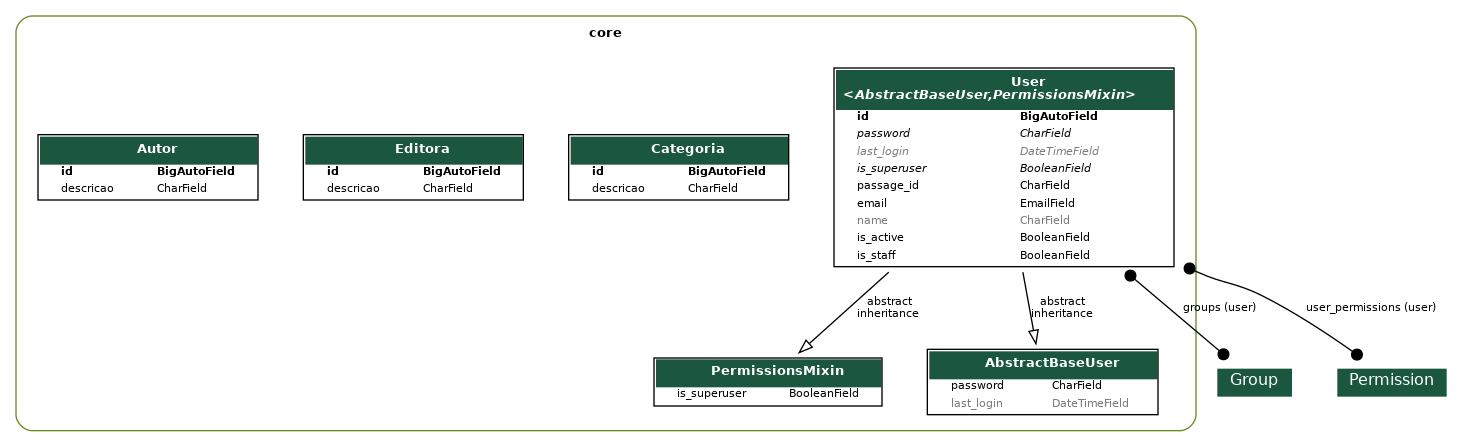 core
User
<AbstractBaseUser,PermissionsMixin>
id BigAutoField
password CharField
last_login DateTimeField
is_superuser BooleanField
passage_id CharField
email EmailField
name CharField
is_active BooleanField
is_staff BooleanField
Autor
id BigAutoField
descricao CharField
Editora
id BigAutoField
descricao CharField
Categoria
id BigAutoField
descricao CharField
abstract
inheritance
abstract
inheritance
groups (user)
user_permissions (user)
PermissionsMixin
is_superuser BooleanField
AbstractBaseUser
password CharField
last_login DateTimeField
Group
Permission